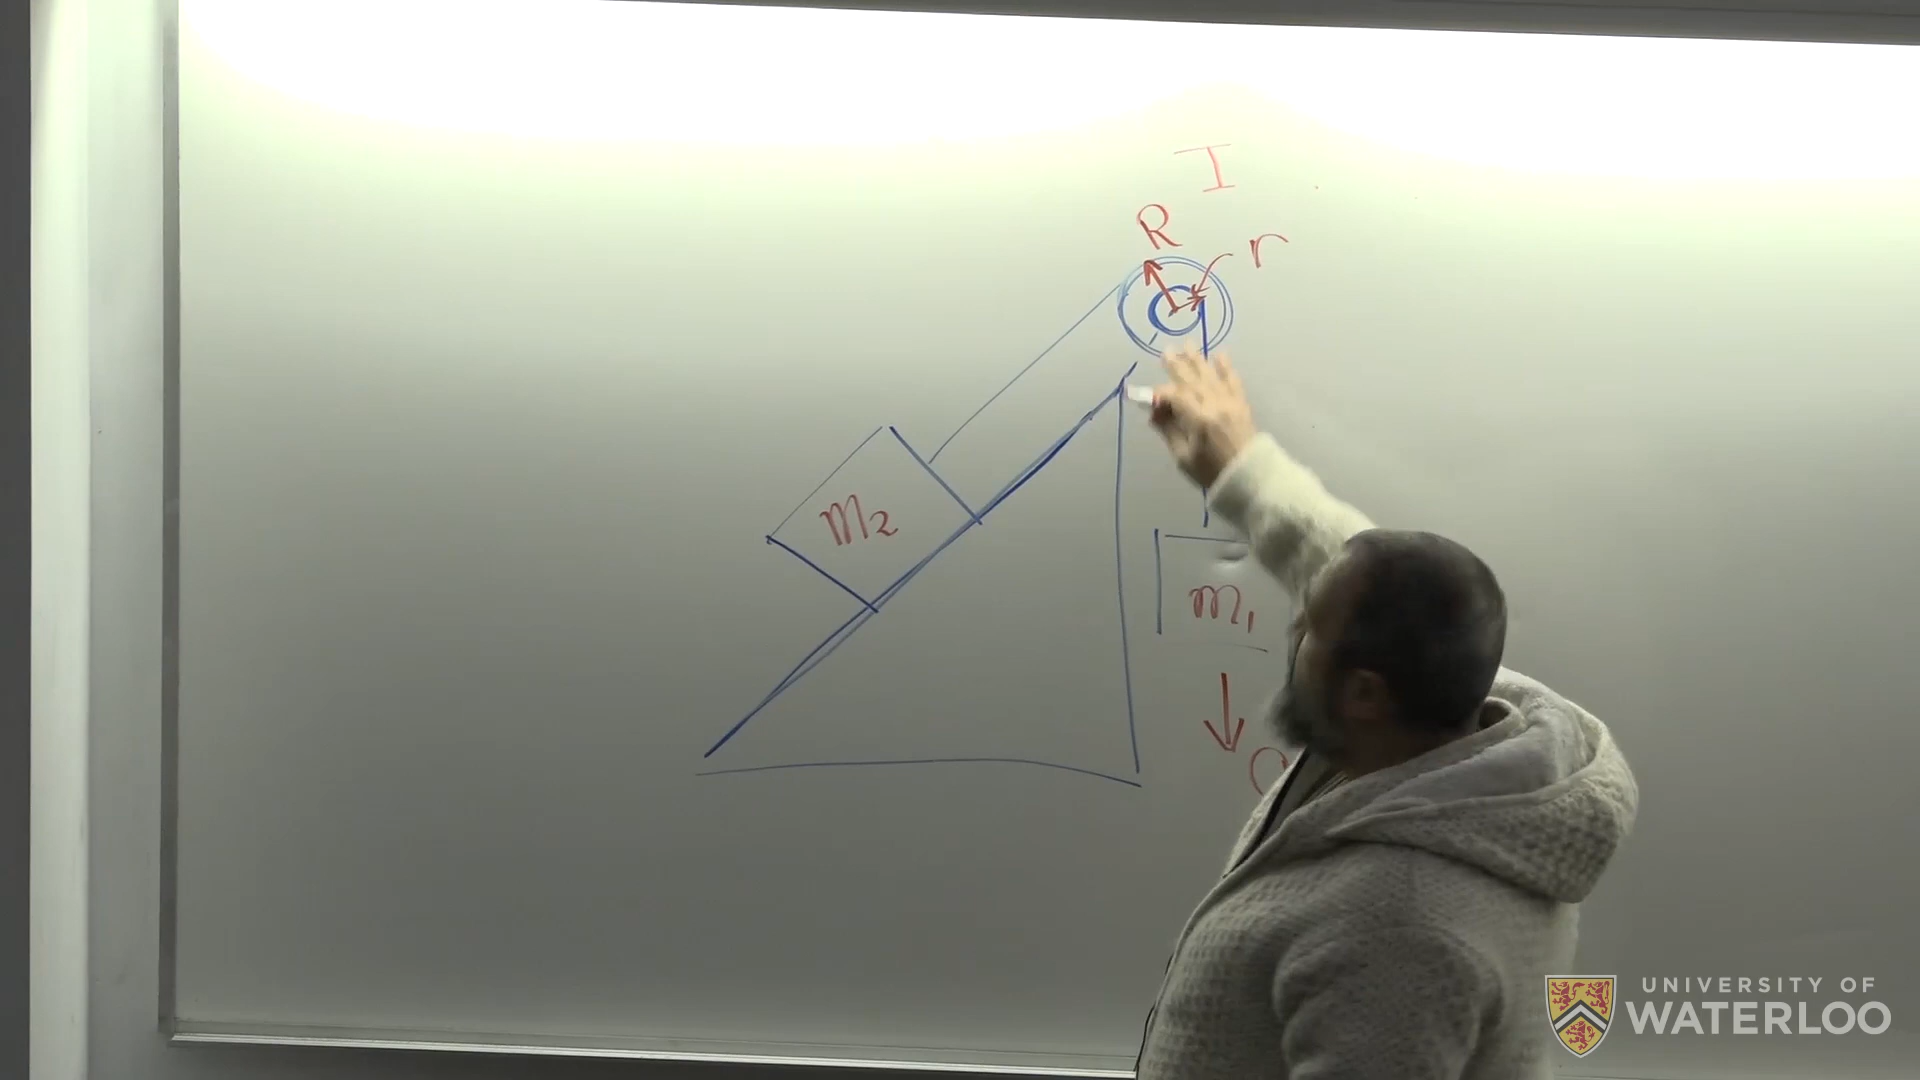 I
R
r
m₂
m₁
UNIVERSITY OF
WATERLOO